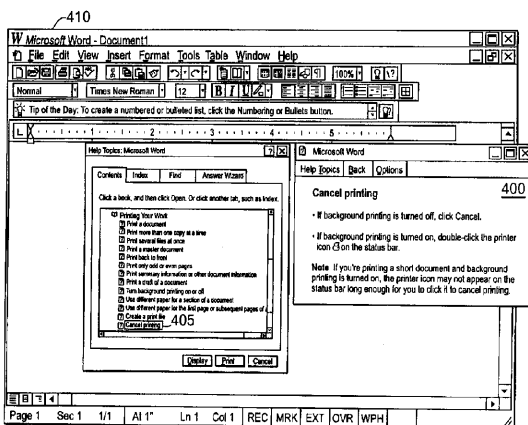 410
W Microsoft Word - Document1
File Edit View Insert Format Tools Table Window Help
100%
Normal Times New Roman 12 B I U
Tip of the Day: To create a numbered or bulleted list, click the Numbering or Bullets button.
1 2 3 4 5
Help Topics: Microsoft Word
Contents Index Find Answer Wizard
Click a book, and then click Open. Or click another tab, such as Index.
Printing Your Work
Print a document
Print more than one copy at a time
Print several files at once
Print a master document
Print back to front
Print only odd or even pages
Print summary information or other document information
Print a draft of a document
Turn background printing on or off
Use different paper for a section of a document
Use different paper for the first page or subsequent pages of
Create a print file
Cancel printing 405
Display Print Cancel
Microsoft Word
Help Topics Back Options
Cancel printing 400
• If background printing is turned off, click Cancel.
• If background printing is turned on, double-click the printer
icon on the status bar.
Note If you're printing a short document and background
printing is turned on, the printer icon may not appear on the
status bar long enough for you to click it to cancel printing.
Page 1 Sec 1 1/1 At 1" Ln 1 Col 1 REC MRK EXT OVR WPH